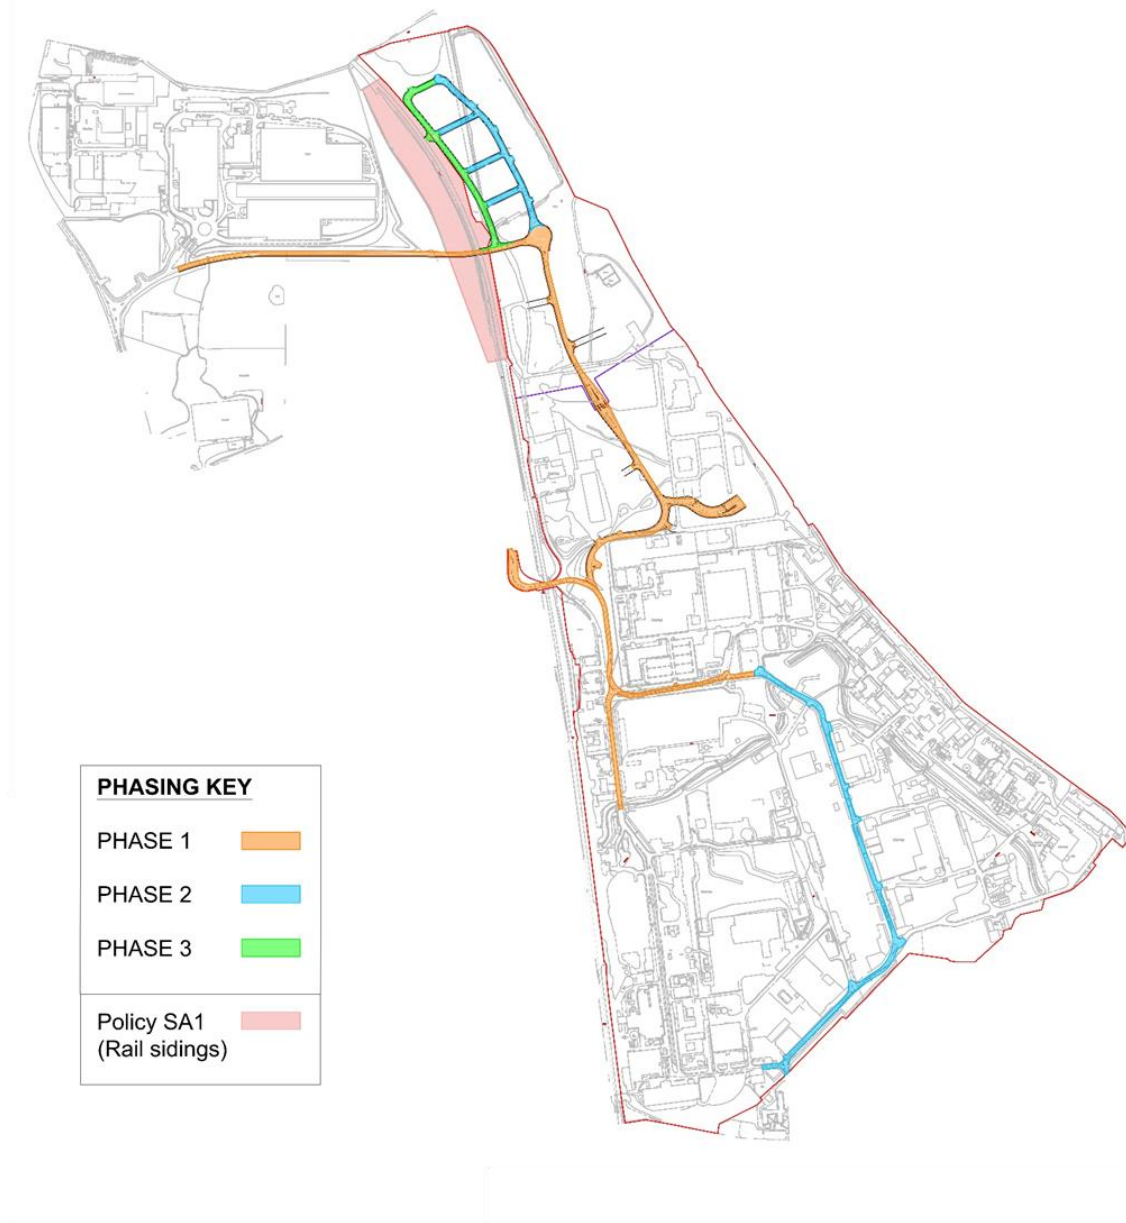 PHASING KEY
PHASE 1
PHASE 2
PHASE 3
Policy SA1
(Rail sidings)